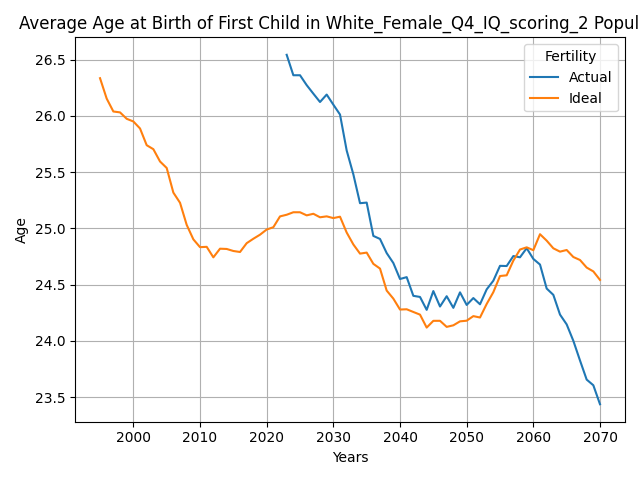 Average Age at Birth of First Child in White_Female_Q4_IQ_scoring_2 Popul
Fertility
Actual
Ideal
26.5
26.0
25.5
25.0
24.5
24.0
23.5
Age
2000 2010 2020 2030 2040 2050 2060 2070
Years